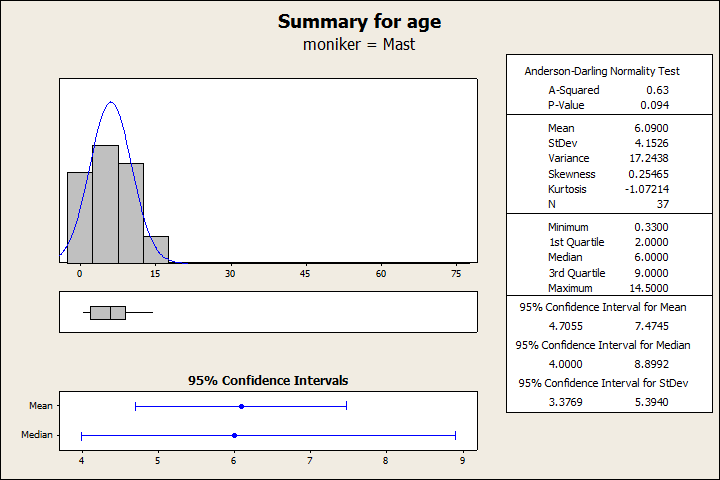 Summary for age
moniker = Mast
0 15 30 45 60 75
95% Confidence Intervals
Mean
Median
4 5 6 7 8 9
Anderson-Darling Normality Test
A-Squared 0.63
P-Value 0.094
Mean 6.0900
StDev 4.1526
Variance 17.2438
Skewness 0.25465
Kurtosis -1.07214
N 37
Minimum 0.3300
1st Quartile 2.0000
Median 6.0000
3rd Quartile 9.0000
Maximum 14.5000
95% Confidence Interval for Mean
4.7055 7.4745
95% Confidence Interval for Median
4.0000 8.8992
95% Confidence Interval for StDev
3.3769 5.3940